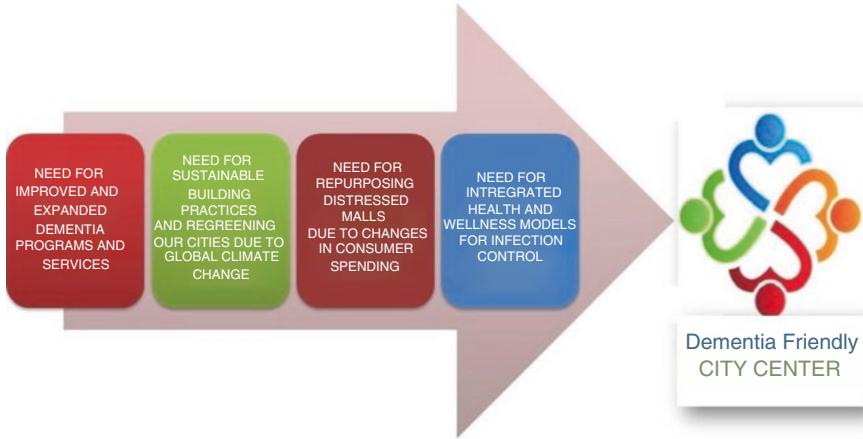 NEED FOR
IMPROVED AND
EXPANDED
DEMENTIA
PROGRAMS AND
SERVICES
NEED FOR
SUSTAINABLE
BUILDING
PRACTICES
AND REGREENING
OUR CITIES DUE TO
GLOBAL CLIMATE
CHANGE
NEED FOR
REPURPOSING
DISTRESSED
MALLS
DUE TO CHANGES
IN CONSUMER
SPENDING
NEED FOR
INTREGRATED
HEALTH AND
WELLNESS MODELS
FOR INFECTION
CONTROL
Dementia Friendly
CITY CENTER